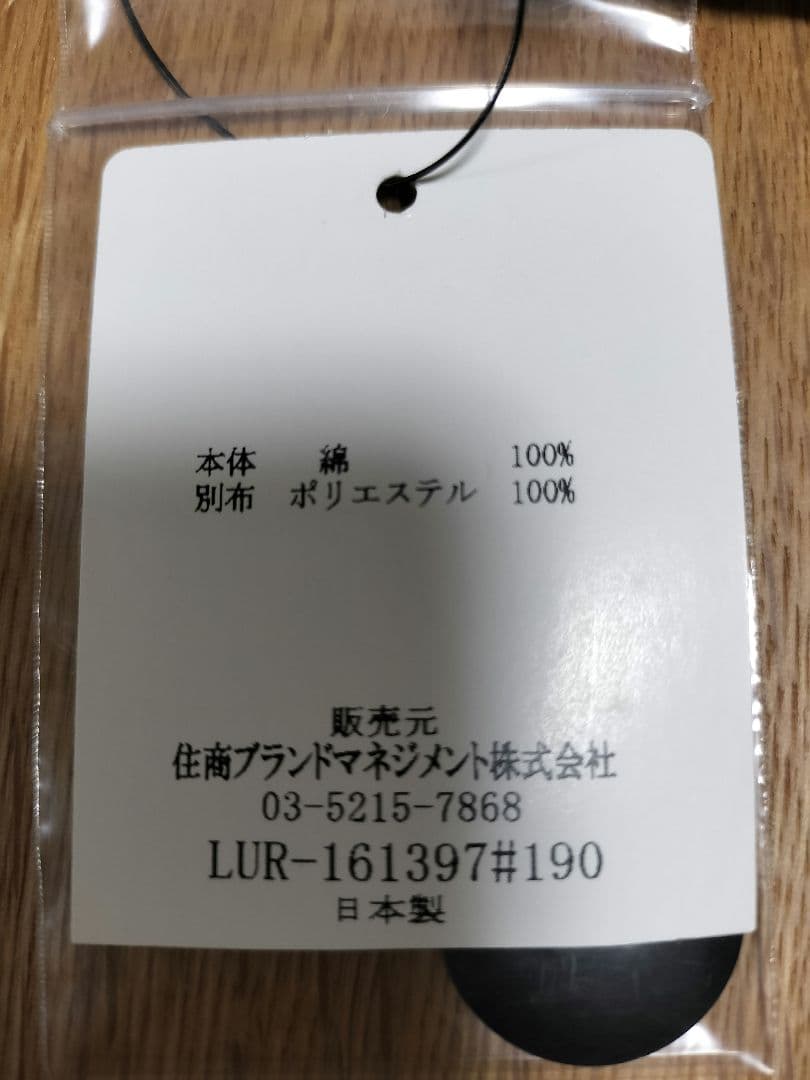 本体 綿 100%
別布 ポリエステル 100%
販売元
住商ブランドマネジメント株式会社
03-5215-7868
LUR-161397#190
日本製